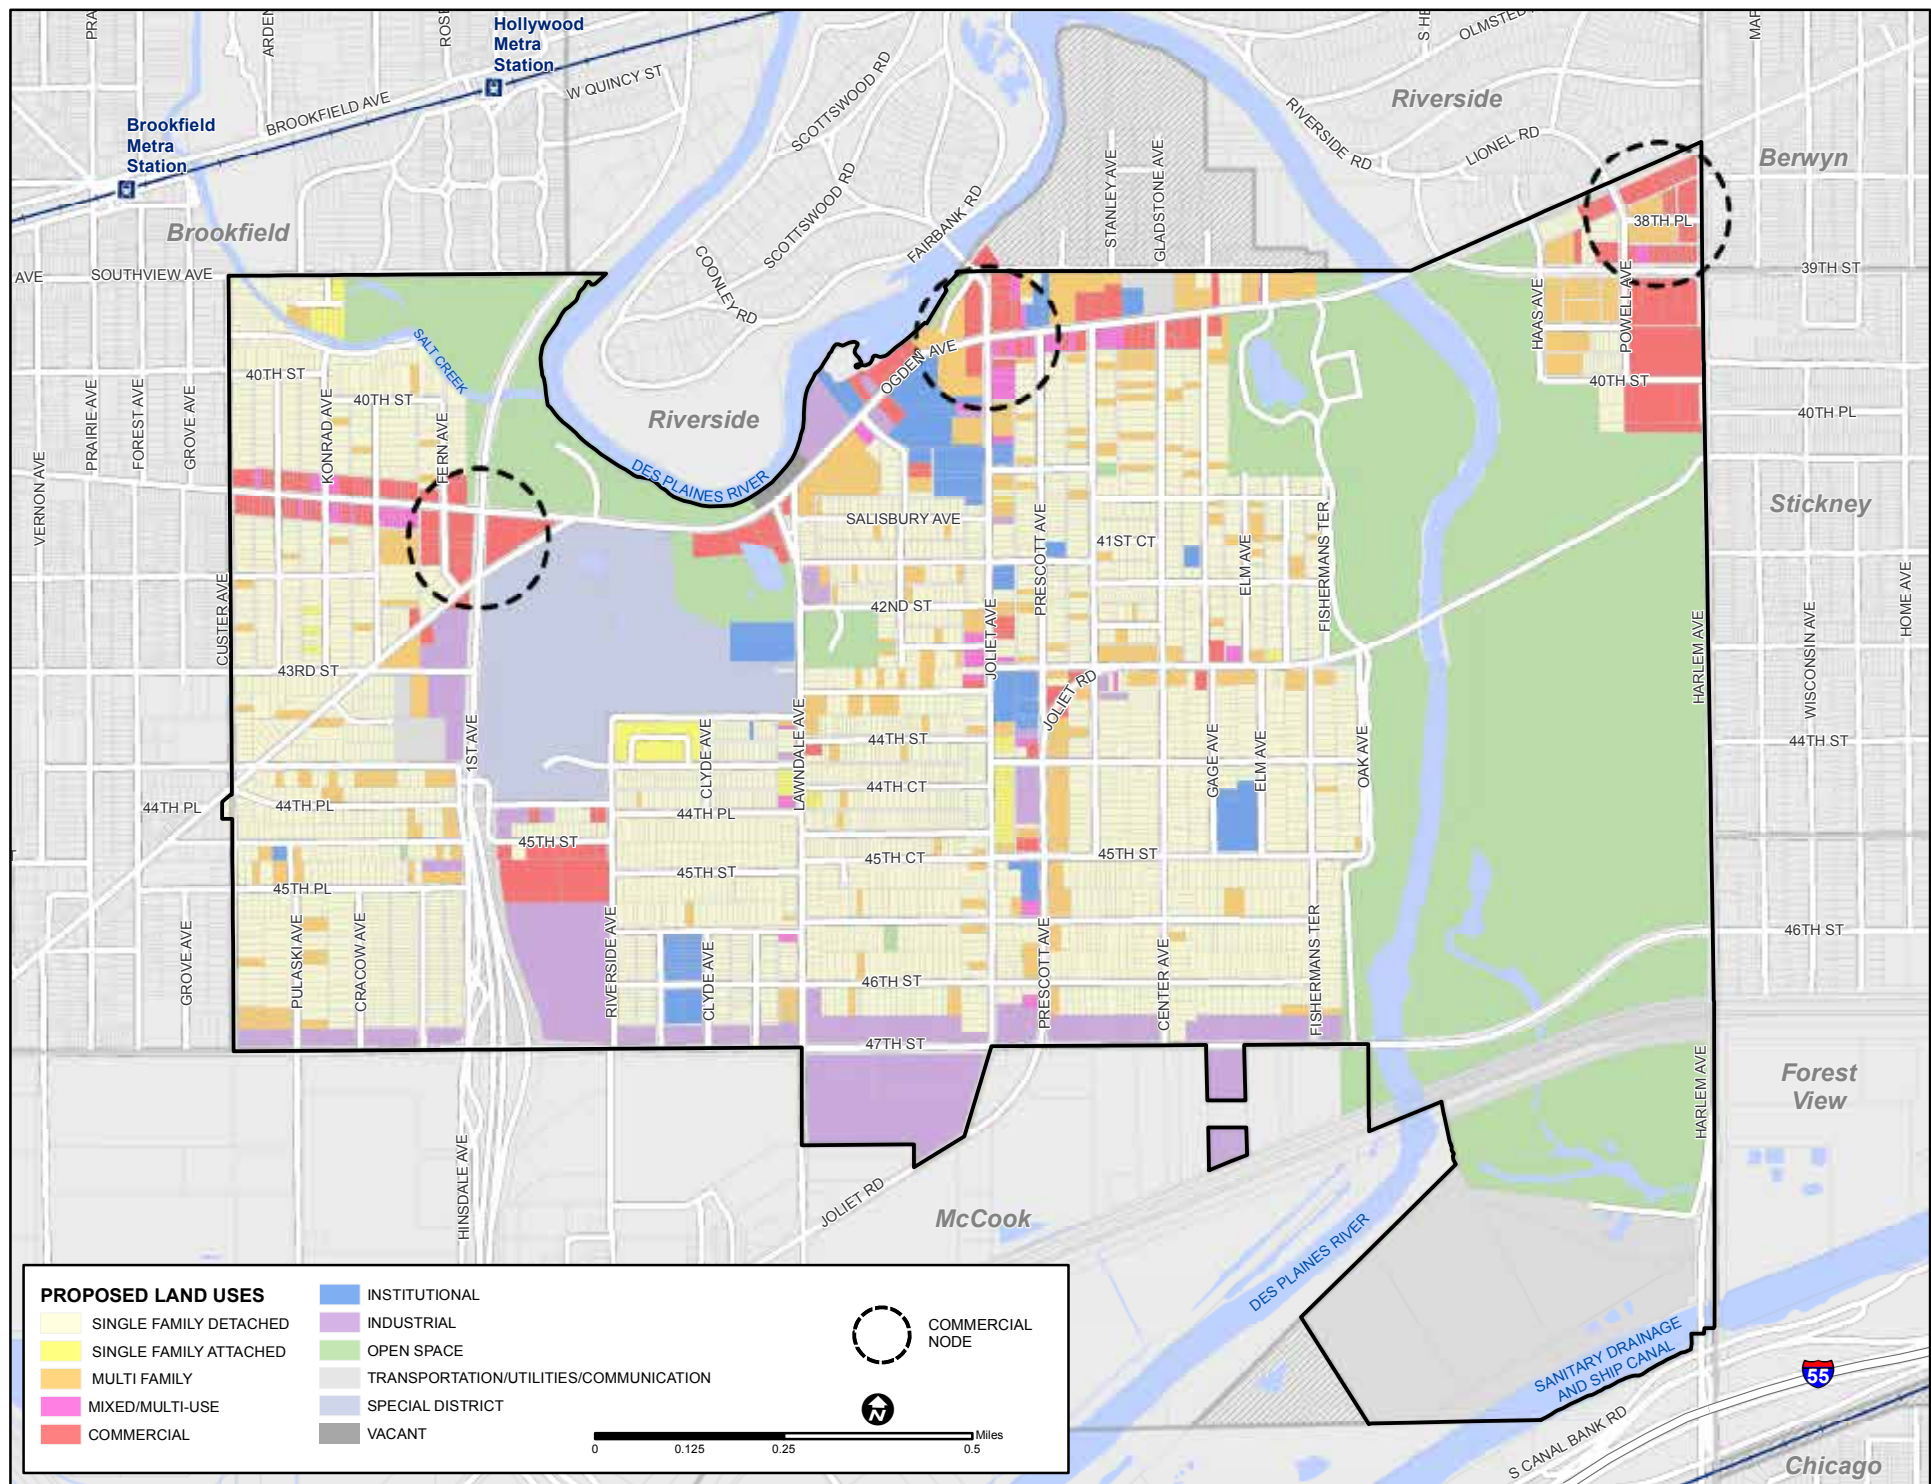 PRA
ARDEN
ROSE
Hollywood
Metra
Station
W QUINCY ST
BROOKFIELD AVE
Brookfield
Metra
Station
Brookfield
SCOTTSWOOD RD
SCOTTSWOOD RD
FAIRBANK RD
COONLEY RD
STANLEY AVE
GLADSTONE AVE
S HE
OLMSTED
MAP
Riverside
RIVERSIDE RD
LIONEL RD
Berwyn
38TH PL
39TH ST
HAAS AVE
POWELL AVE
40TH ST
40TH PL
AVE
SOUTHVIEW AVE
SALT CREEK
40TH ST
40TH ST
KONRAD AVE
FERN AVE
VERNON AVE
PRAIRIE AVE
FOREST AVE
GROVE AVE
Riverside
OGDEN AVE
DES PLAINES RIVER
Stickney
SALISBURY AVE
41ST CT
PRESCOTT AVE
ELM AVE
FISHERMANS TER
CUSTER AVE
42ND ST
JOLIET AVE
HARLEM AVE
WISCONSIN AVE
HOME AVE
43RD ST
JOLIET RD
1ST AVE
CLYDE AVE
LAWNDALE AVE
44TH ST
44TH CT
GAGE AVE
ELM AVE
OAK AVE
44TH ST
44TH PL
44TH PL
44TH PL
45TH ST
45TH ST
45TH CT
45TH ST
45TH PL
GROVE AVE
PULASKI AVE
CRACOW AVE
RIVERSIDE AVE
CLYDE AVE
46TH ST
PRESCOTT AVE
CENTER AVE
FISHERMANS TER
46TH ST
47TH ST
HINSDALE AVE
JOLIET RD
McCook
HARLEM AVE
Forest
View
DES PLAINES RIVER
SANITARY DRAINAGE
AND SHIP CANAL
55
S CANAL BANK RD
Chicago
PROPOSED LAND USES
SINGLE FAMILY DETACHED
SINGLE FAMILY ATTACHED
MULTI FAMILY
MIXED/MULTI-USE
COMMERCIAL
INSTITUTIONAL
INDUSTRIAL
OPEN SPACE
TRANSPORTATION/UTILITIES/COMMUNICATION
SPECIAL DISTRICT
VACANT
COMMERCIAL
NODE
N
0 0.125 0.25 0.5 Miles